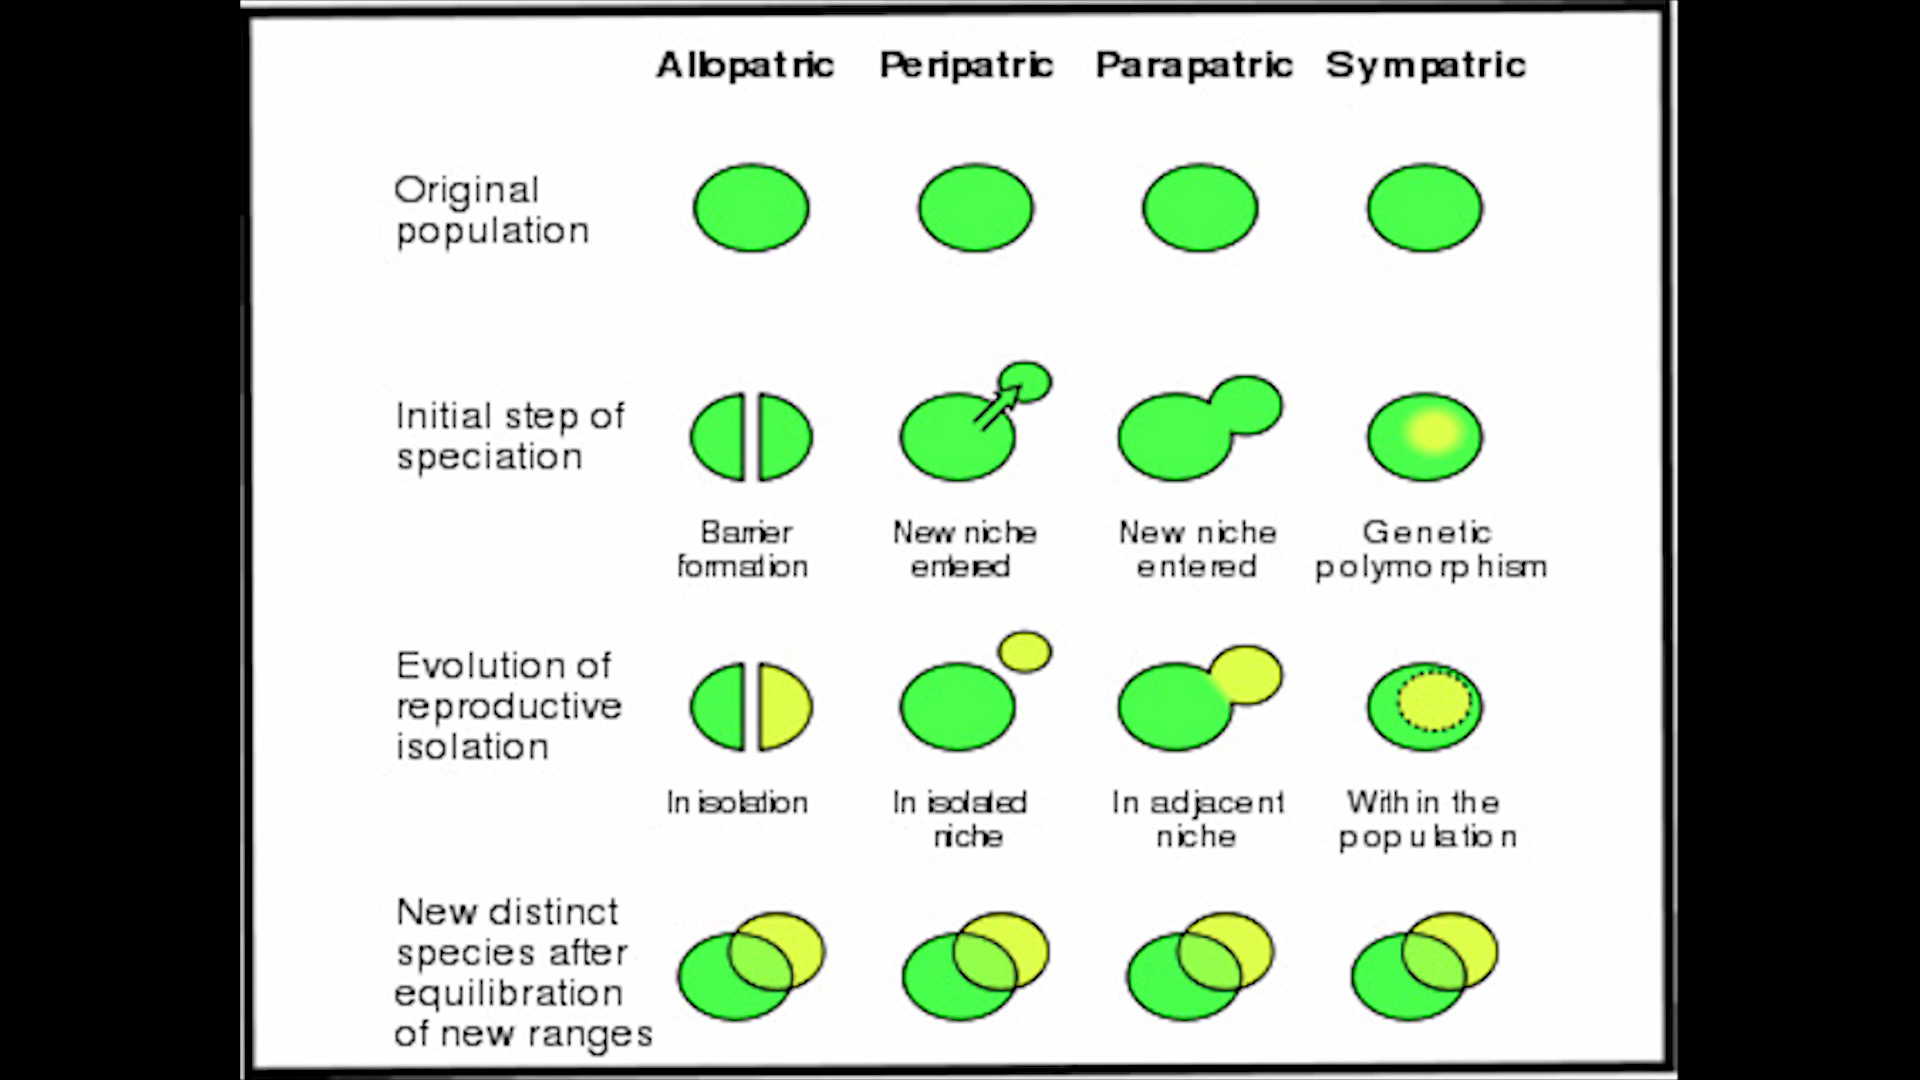 Allopatric Peripatric Parapatric Sympatric
Original
population
Initial step of
speciation
Barrier
formation
New niche
entered
New niche
entered
Genetic
polymorphism
Evolution of
reproductive
isolation
In isolation
In isolated
niche
In adjacent
niche
Within the
population
New distinct
species after
equilibration
of new ranges